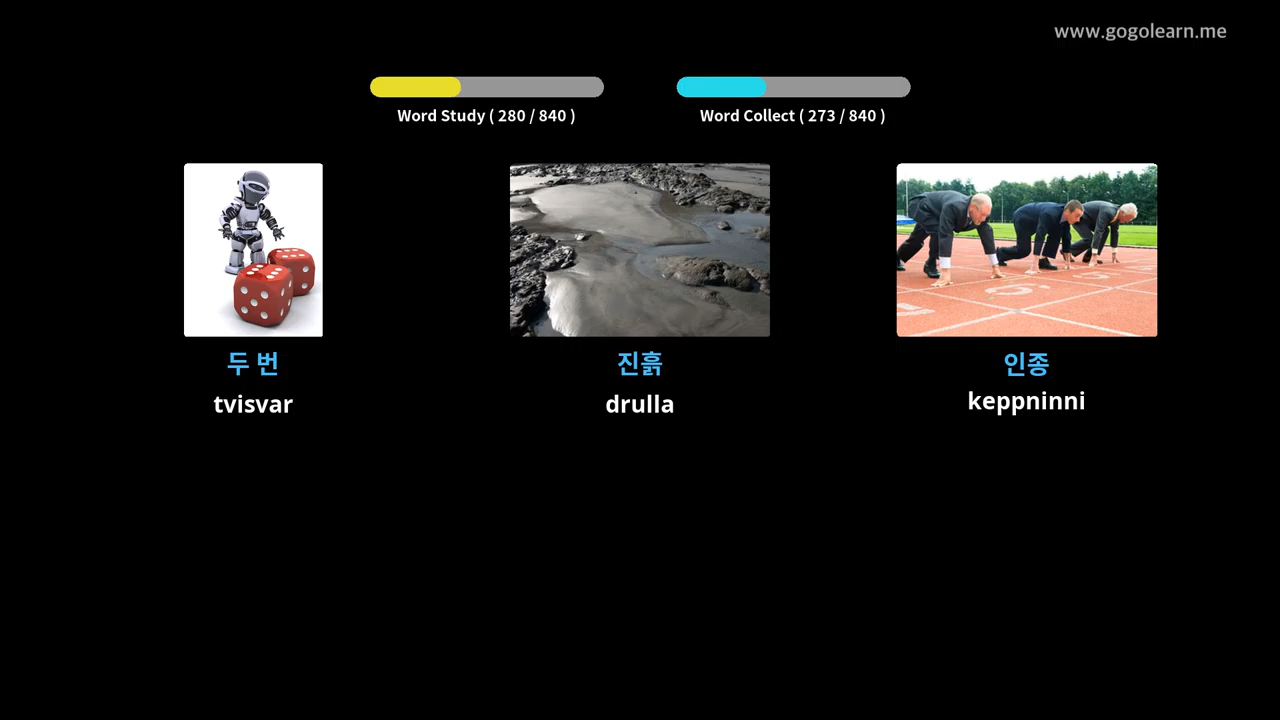 www.gogolearn.me
Word Study ( 280 / 840 )
Word Collect ( 273 / 840 )
두 번
진흙
인종
tvisvar
drulla
keppninni